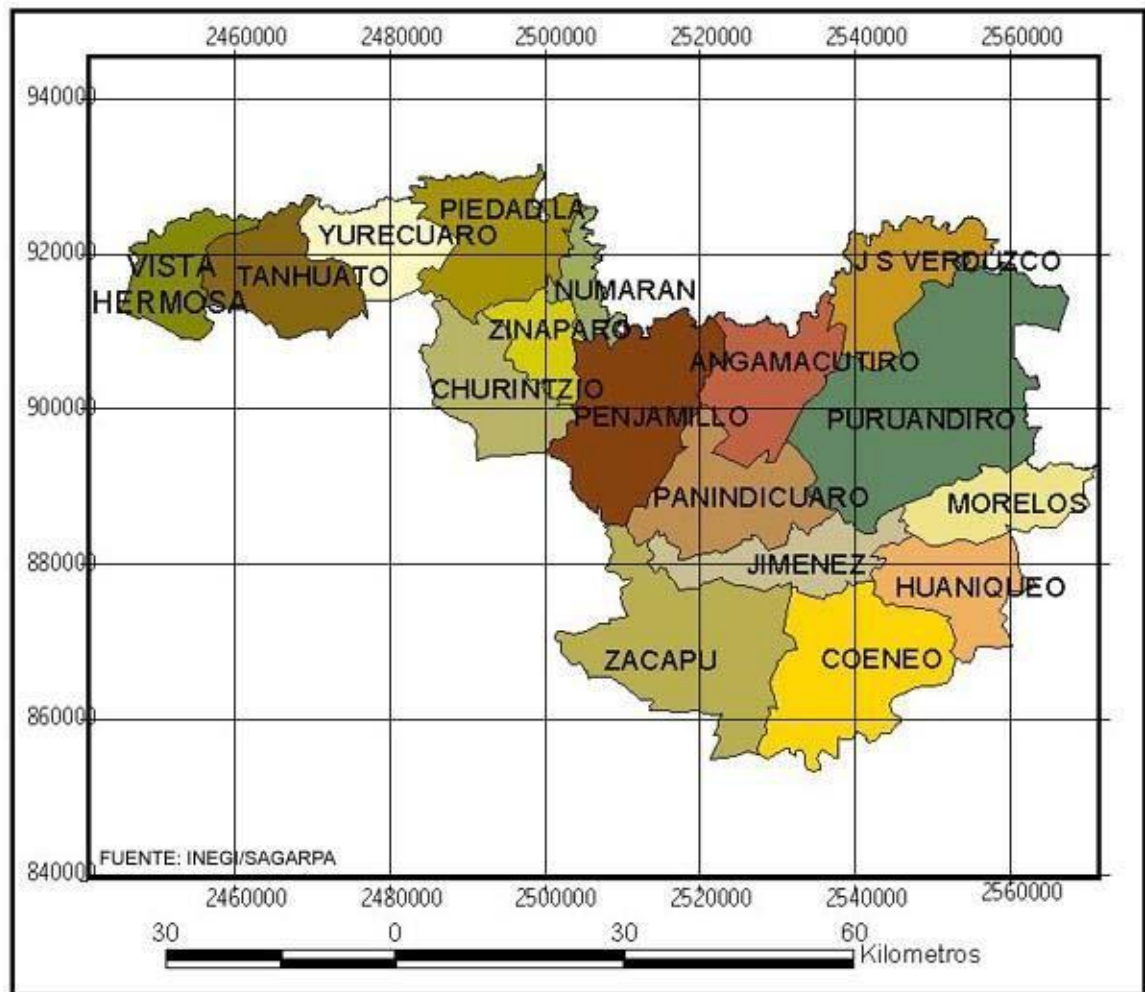 2460000 2480000 2500000 2520000 2540000 2560000
940000
920000
900000
880000
860000
840000
PIEDAD LA
YURECUARO
VISTA
HERMOSA
TANHUATO
NUMARAN
ZINAPARO
CHURINTZIO
J S VERDUZCO
ANGAMACUTIRO
PENJAMILLO
PURUANDIRO
PANINDICUARO
MORELOS
JIMENEZ
HUANIQUEO
ZACAPU
COENEO
FUENTE: INEGI/SAGARPA
2460000 2480000 2500000 2520000 2540000 2560000
30 0 30 60
Kilometros